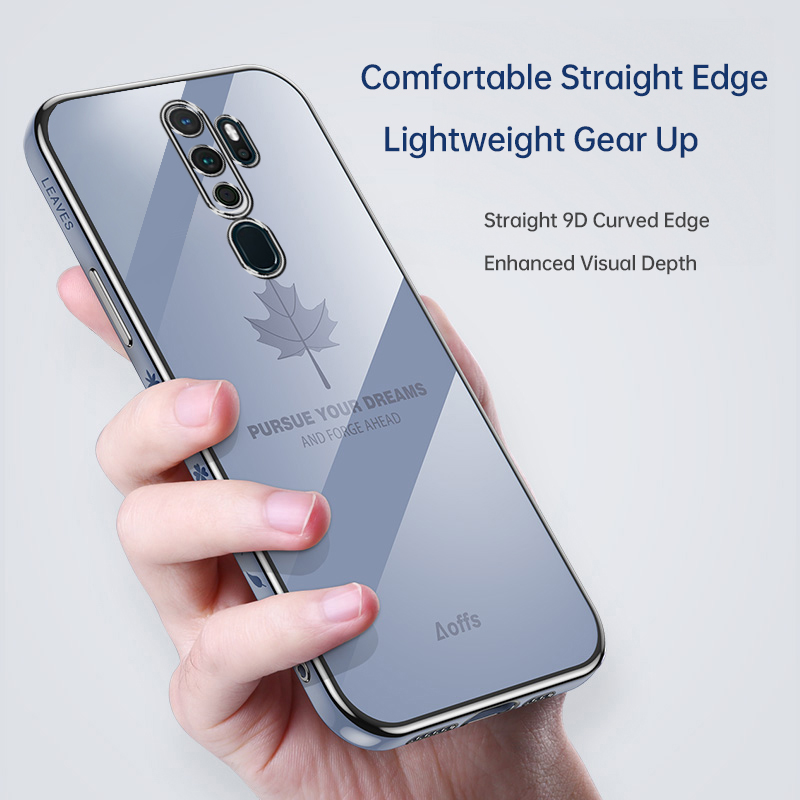 Comfortable Straight Edge
Lightweight Gear Up
Straight 9D Curved Edge
Enhanced Visual Depth
LEAVES
PURSUE YOUR DREAMS
AND FORGE AHEAD
Aoffs